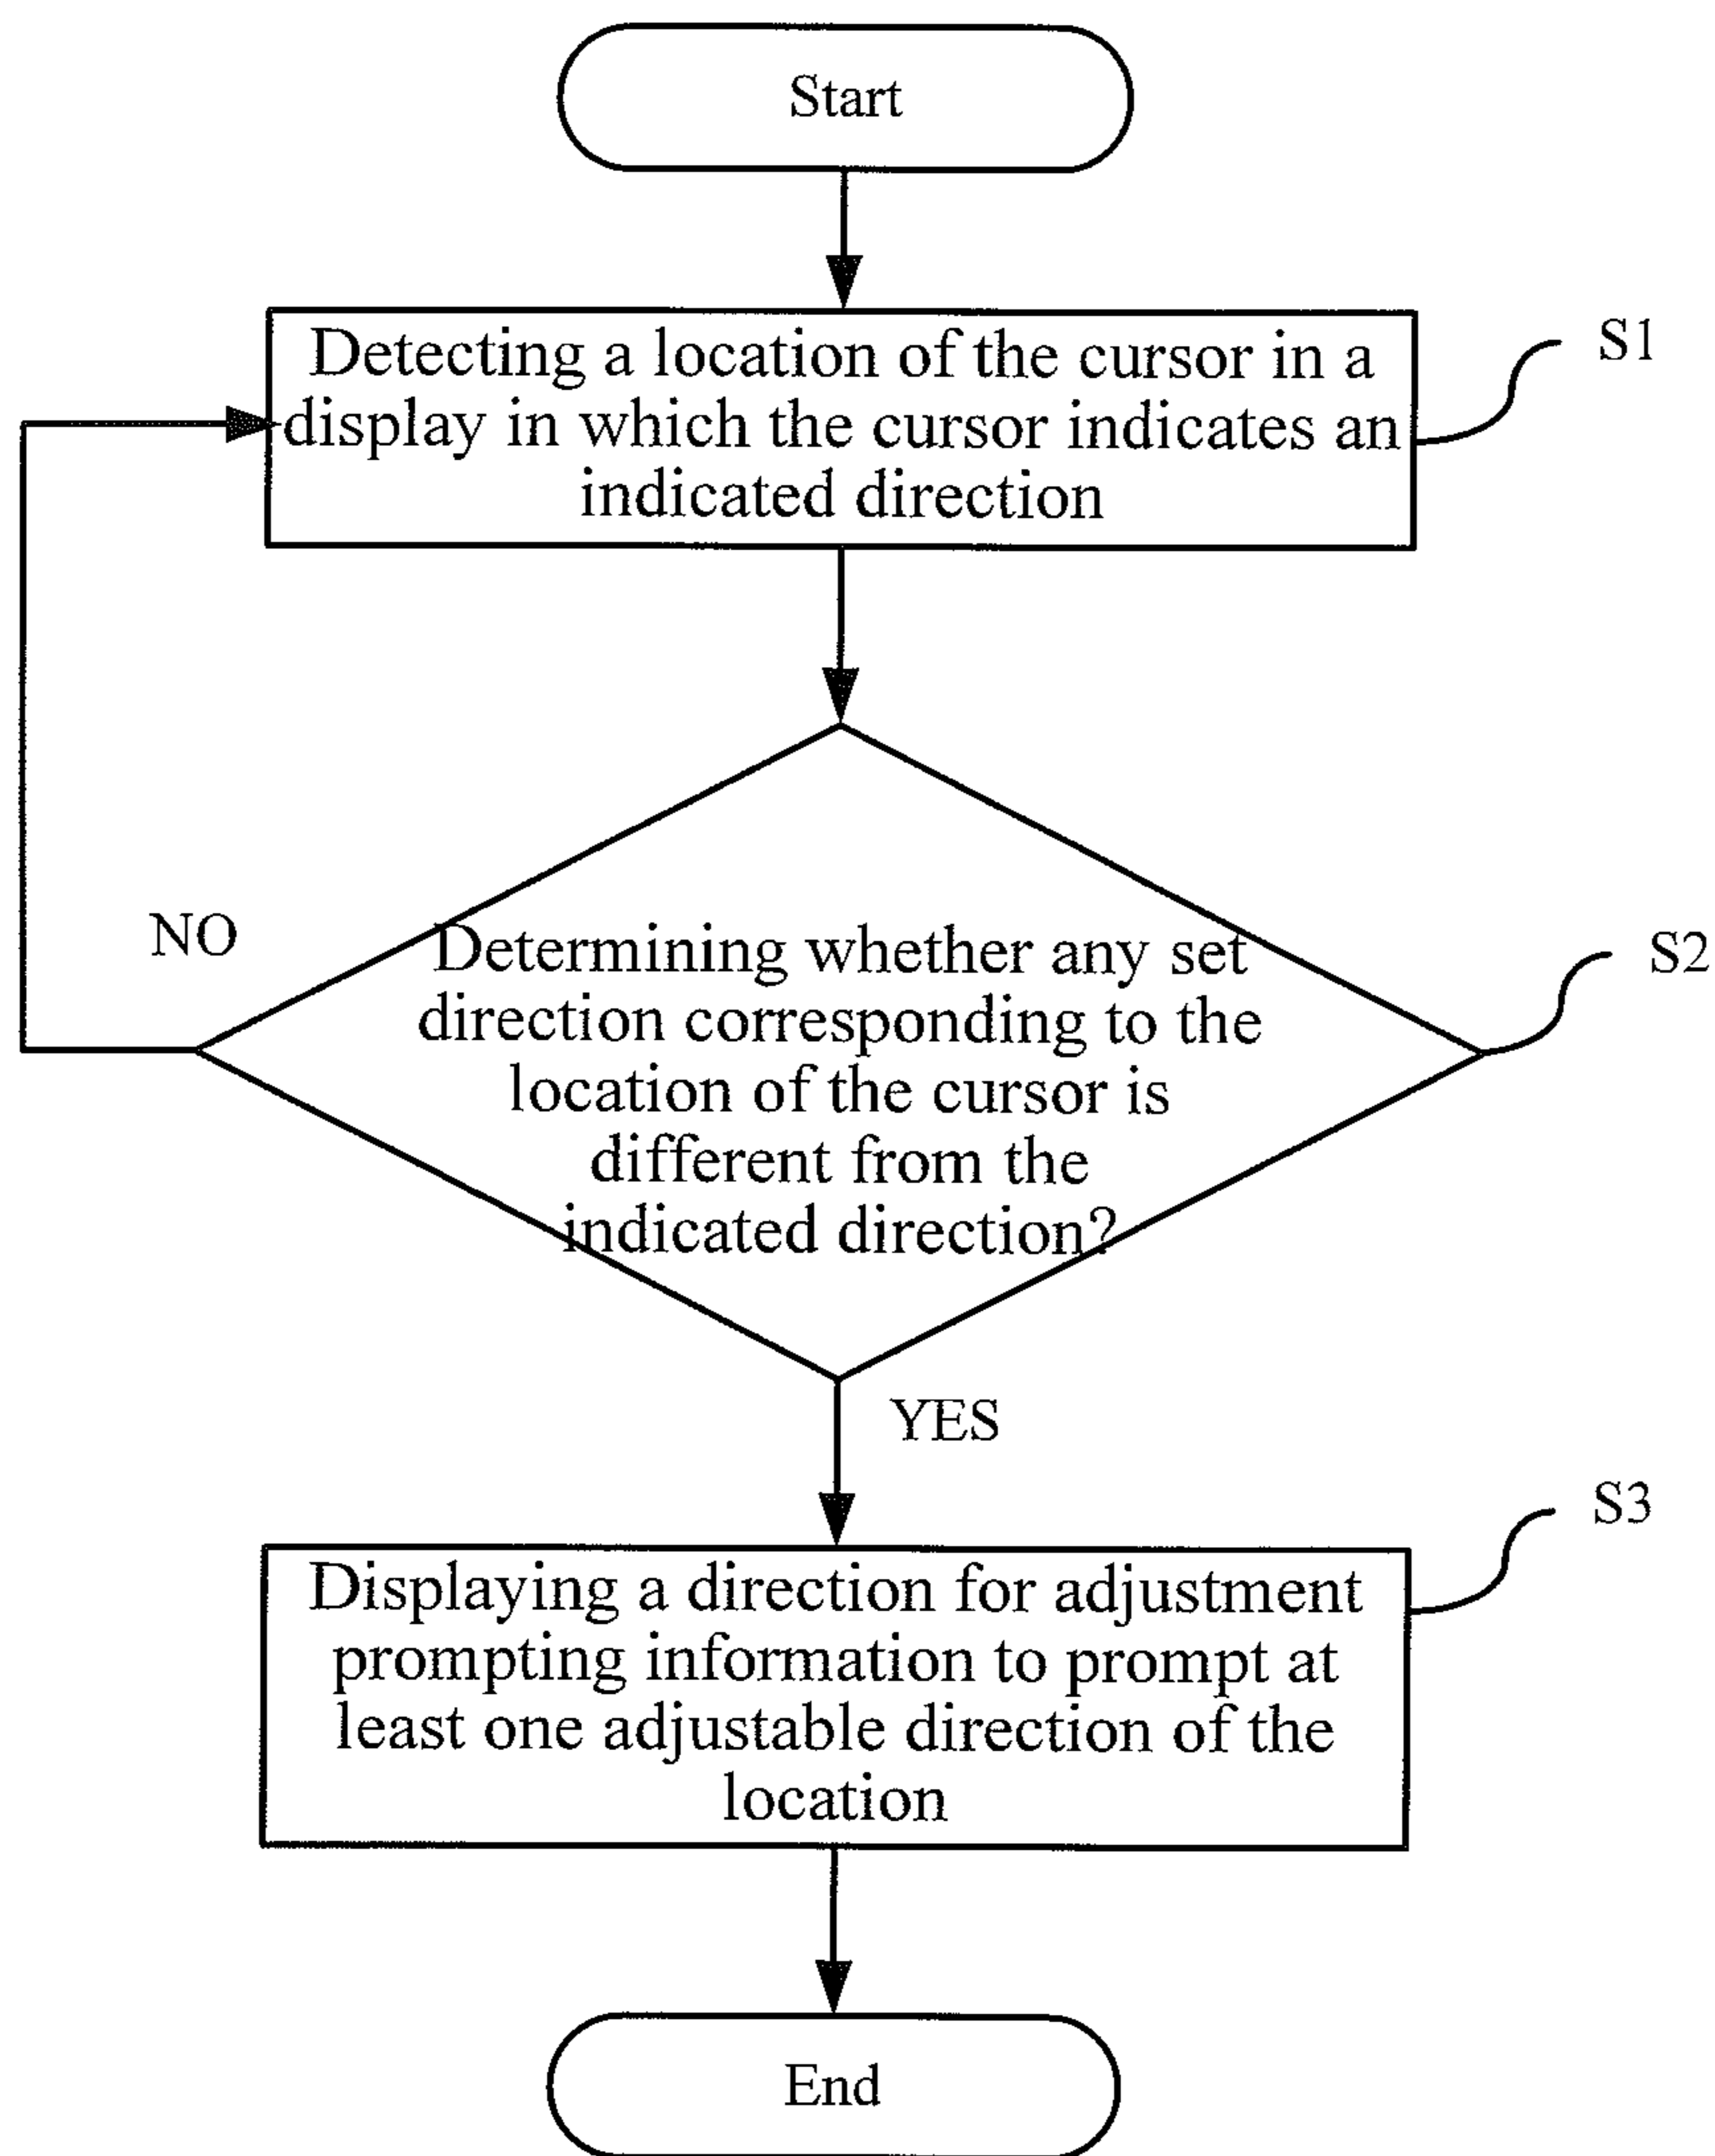 Start
Detecting a location of the cursor in a
display in which the cursor indicates an
indicated direction
S1
NO
Determining whether any set
direction corresponding to the
location of the cursor is
different from the
indicated direction?
S2
YES
S3
Displaying a direction for adjustment
prompting information to prompt at
least one adjustable direction of the
location
End